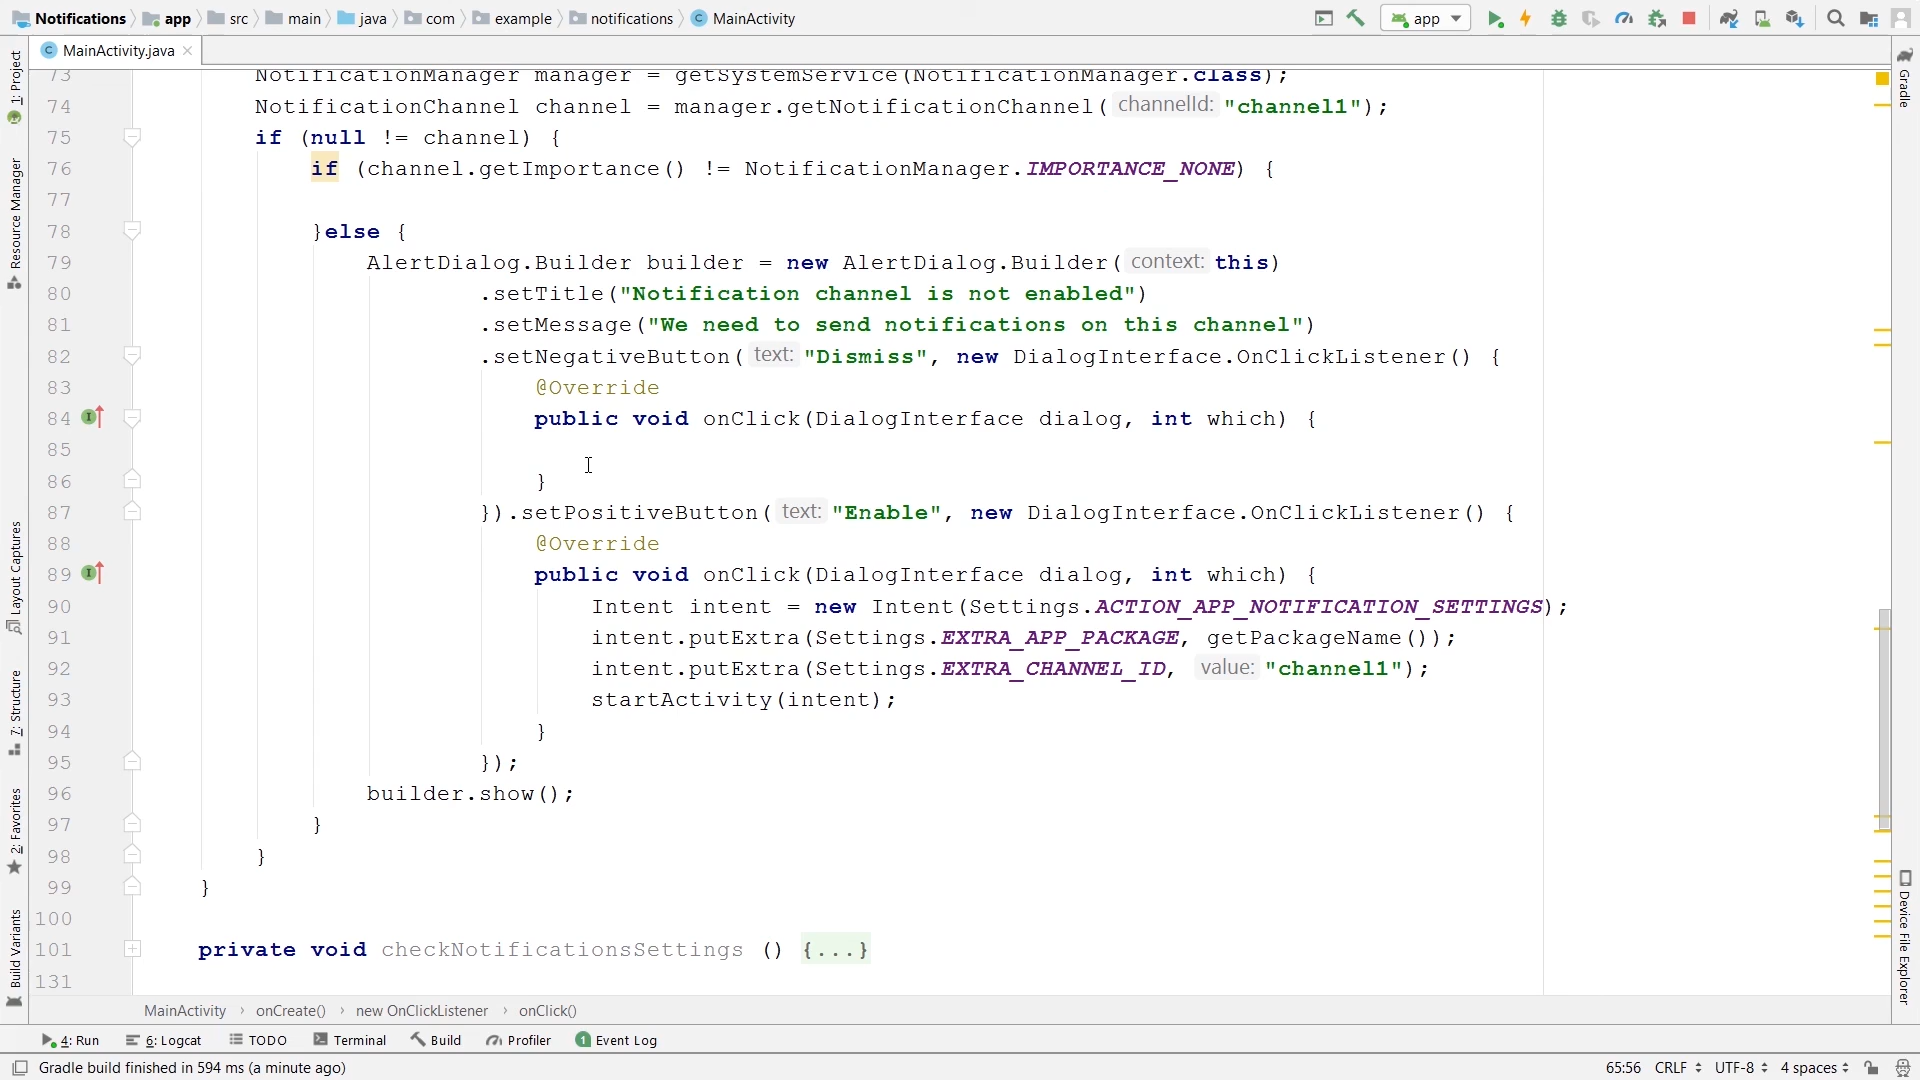 Notifications app src main java com example notifications MainActivity
app
MainActivity.java
1: Project
Resource Manager
Layout Captures
7: Structure
2: Favorites
Build Variants
Gradle
Device File Explorer
73 NotificationManager manager = getSystemService(NotificationManager.class);
74 NotificationChannel channel = manager.getNotificationChannel( channelId: "channel1");
75 if (null != channel) {
76 if (channel.getImportance() != NotificationManager.IMPORTANCE_NONE) {
77
78 }else {
79 AlertDialog.Builder builder = new AlertDialog.Builder( context: this)
80 .setTitle("Notification channel is not enabled")
81 .setMessage("We need to send notifications on this channel")
82 .setNegativeButton( text: "Dismiss", new DialogInterface.OnClickListener() {
83 @Override
84 public void onClick(DialogInterface dialog, int which) {
85
86 }
87 }).setPositiveButton( text: "Enable", new DialogInterface.OnClickListener() {
88 @Override
89 public void onClick(DialogInterface dialog, int which) {
90 Intent intent = new Intent(Settings.ACTION_APP_NOTIFICATION_SETTINGS);
91 intent.putExtra(Settings.EXTRA_APP_PACKAGE, getPackageName());
92 intent.putExtra(Settings.EXTRA_CHANNEL_ID, value: "channel1");
93 startActivity(intent);
94 }
95 });
96 builder.show();
97 }
98 }
99 }
100
101 private void checkNotificationsSettings () {...}
131
MainActivity › onCreate() › new OnClickListener › onClick()
4: Run 6: Logcat TODO Terminal Build Profiler 1 Event Log
Gradle build finished in 594 ms (a minute ago) 65:56 CRLF UTF-8 4 spaces